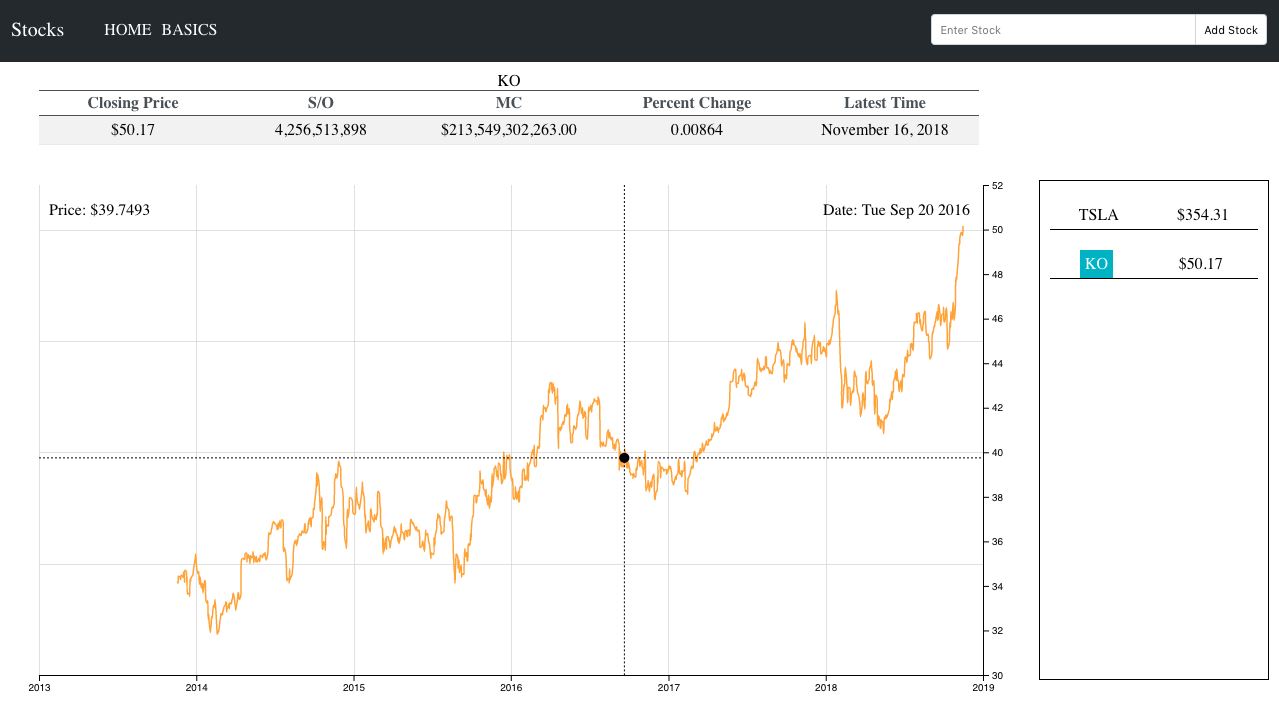 Stocks HOME BASICS Enter Stock Add Stock
KO
Closing Price S/O MC Percent Change Latest Time
$50.17 4,256,513,898 $213,549,302,263.00 0.00864 November 16, 2018
Price: $39.7493 Date: Tue Sep 20 2016
52
50
48
46
44
42
40
38
36
34
32
30
2013 2014 2015 2016 2017 2018 2019
TSLA $354.31
KO $50.17